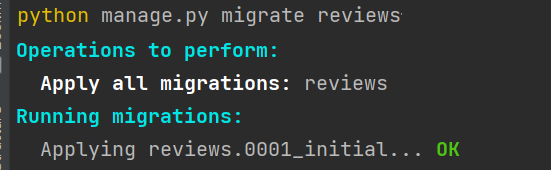 python manage.py migrate reviews
Operations to perform:
Apply all migrations: reviews
Running migrations:
Applying reviews.0001_initial... OK